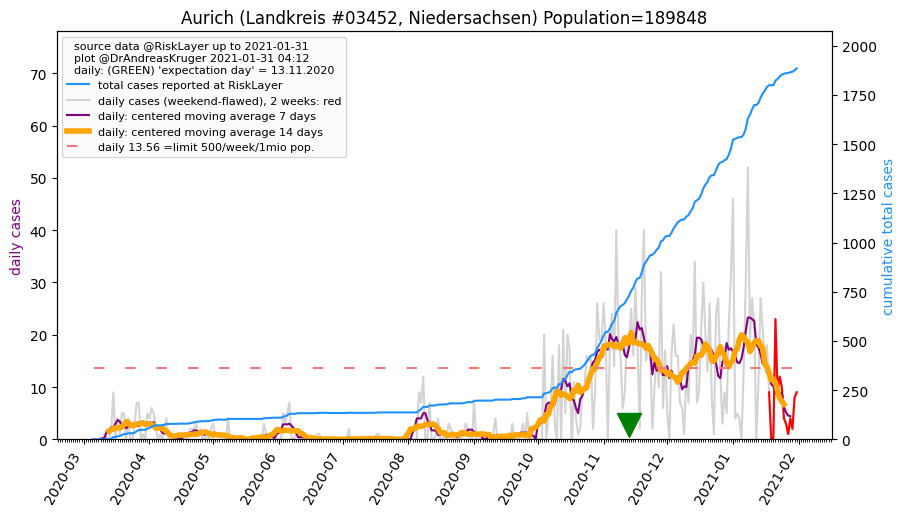 Aurich (Landkreis #03452, Niedersachsen) Population=189848
source data @RiskLayer up to 2021-01-31
plot @DrAndreasKruger 2021-01-31 04:12
daily: (GREEN) 'expectation day' = 13.11.2020
total cases reported at RiskLayer
daily cases (weekend-flawed), 2 weeks: red
daily: centered moving average 7 days
daily: centered moving average 14 days
daily 13.56 =limit 500/week/1mio pop.
daily cases
70
60
50
40
30
20
10
0
cumulative total cases
2000
1750
1500
1250
1000
750
500
250
0
2020-03
2020-04
2020-05
2020-06
2020-07
2020-08
2020-09
2020-10
2020-11
2020-12
2021-01
2021-02